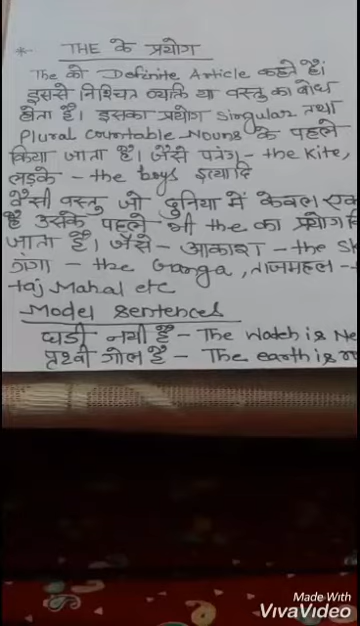 THE के प्रयोग
The को Definite Article कहते हैं।
इससे निश्चित व्यक्ति या वस्तु का बोध
होता है। इसका प्रयोग Singular तथा
Plural Countable Nouns के पहले
किया जाता है। जैसे पतंग - the Kite,
लड़के - the boys इत्यादि
वैसी वस्तु जो दुनिया में केवल एक
है उसके पहले भी the का प्रयोग
जाता है। जैसे - आकाश - the
गंगा - the Ganga, ताजमहल -
taj Mahal etc
Model Sentences
घड़ी नयी है - The Watch is
पृथ्वी गोल है - The earth is
Made With
VivaVideo